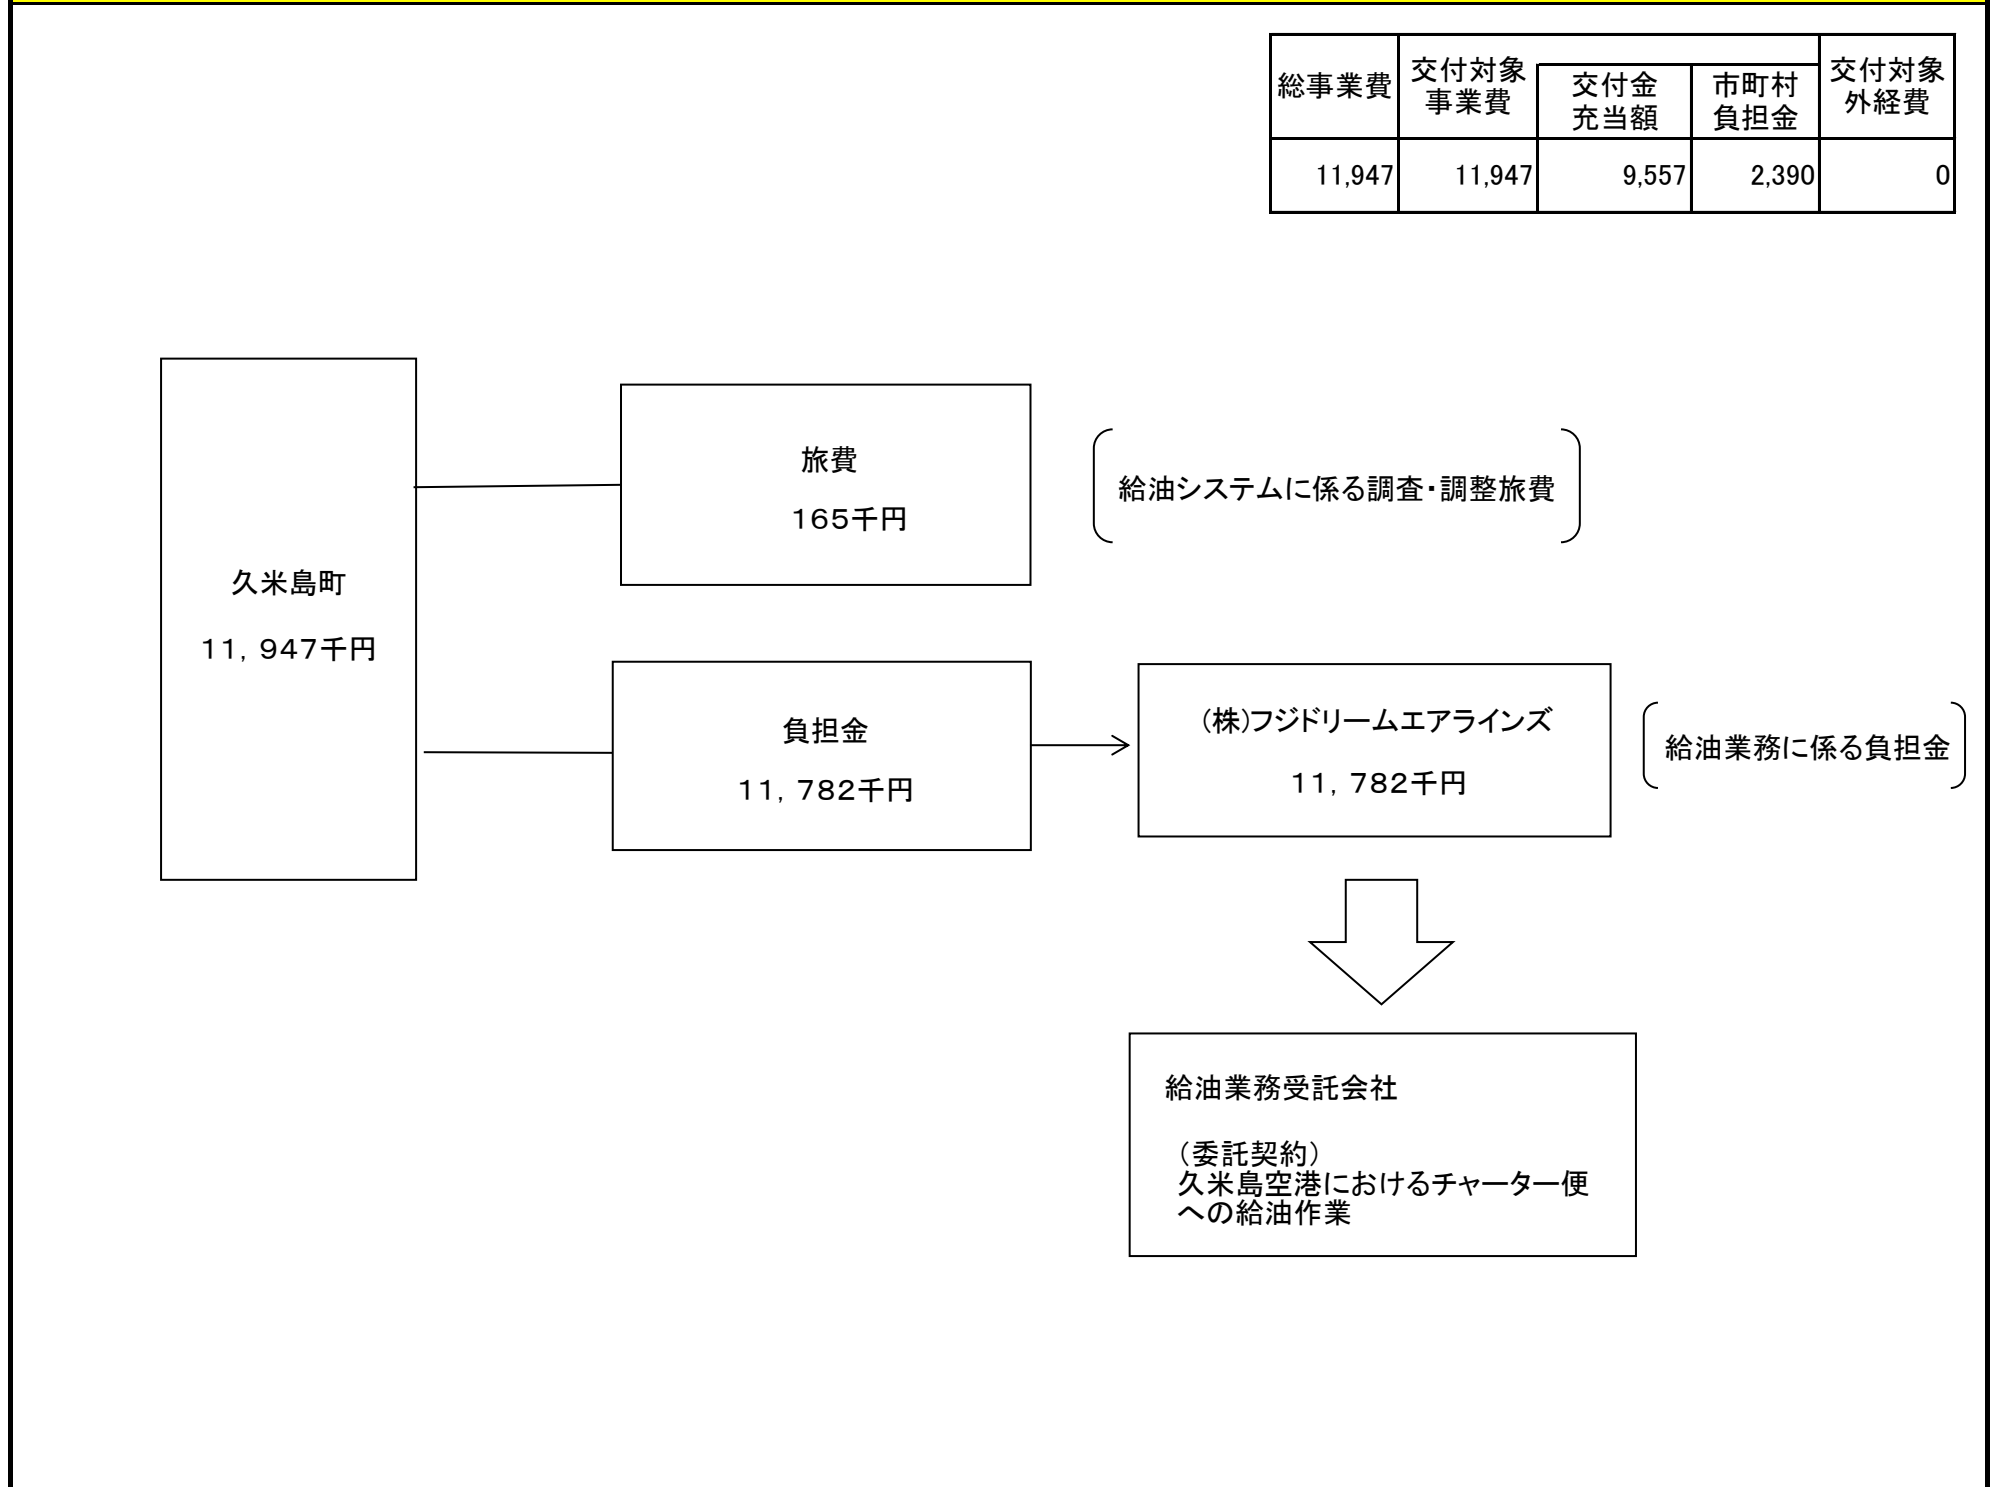 総事業費
交付対象
事業費
交付金
充当額
市町村
負担金
交付対象
外経費
11,947
11,947
9,557
2,390
0
旅費
165千円
給油システムに係る調査・調整旅費
久米島町
11,947千円
負担金
11,782千円
(株)フジドリームエアラインズ
11,782千円
給油業務に係る負担金
給油業務受託会社
(委託契約)
久米島空港におけるチャーター便
への給油作業